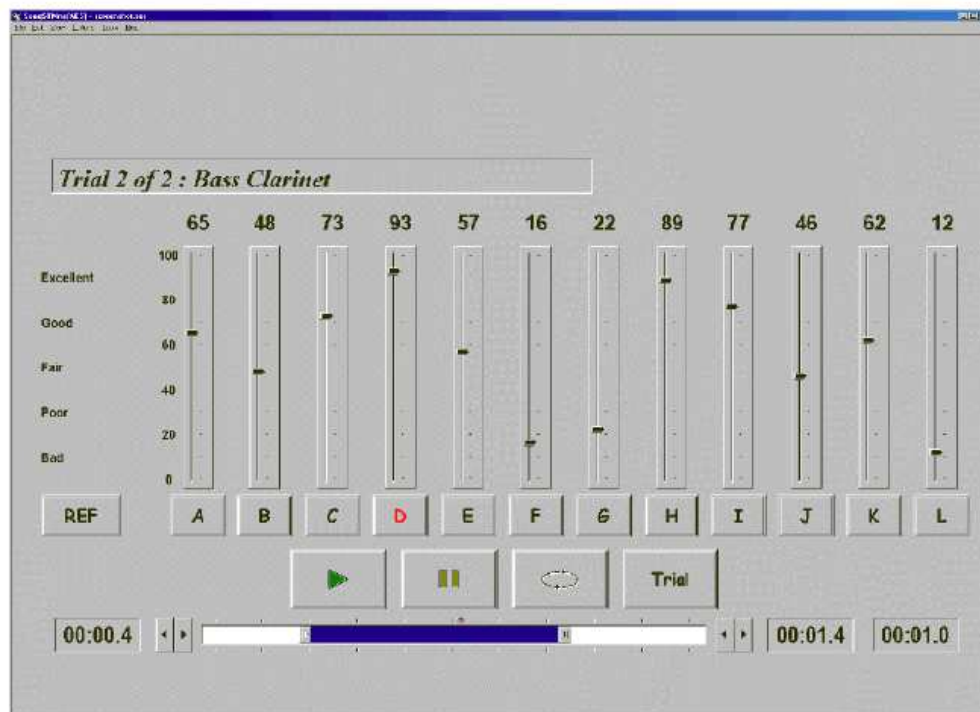 Trial 2 of 2 : Bass Clarinet
65 48 73 93 57 16 22 89 77 46 62 12
100
Excellent
80
Good
60
Fair
40
Poor
20
Bad
0
REF A B C D E F G H I J K L
Trial
00:00.4 00:01.4 00:01.0